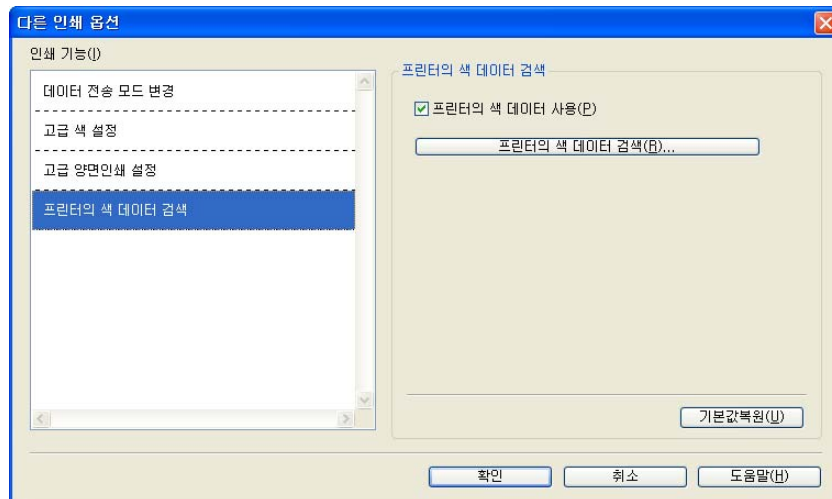 다른 인쇄 옵션
인쇄 기능(I)
데이터 전송 모드 변경
고급 색 설정
고급 양면인쇄 설정
프린터의 색 데이터 검색
프린터의 색 데이터 검색
프린터의 색 데이터 사용(P)
프린터의 색 데이터 검색(R)...
기본값복원(U)
확인
취소
도움말(H)